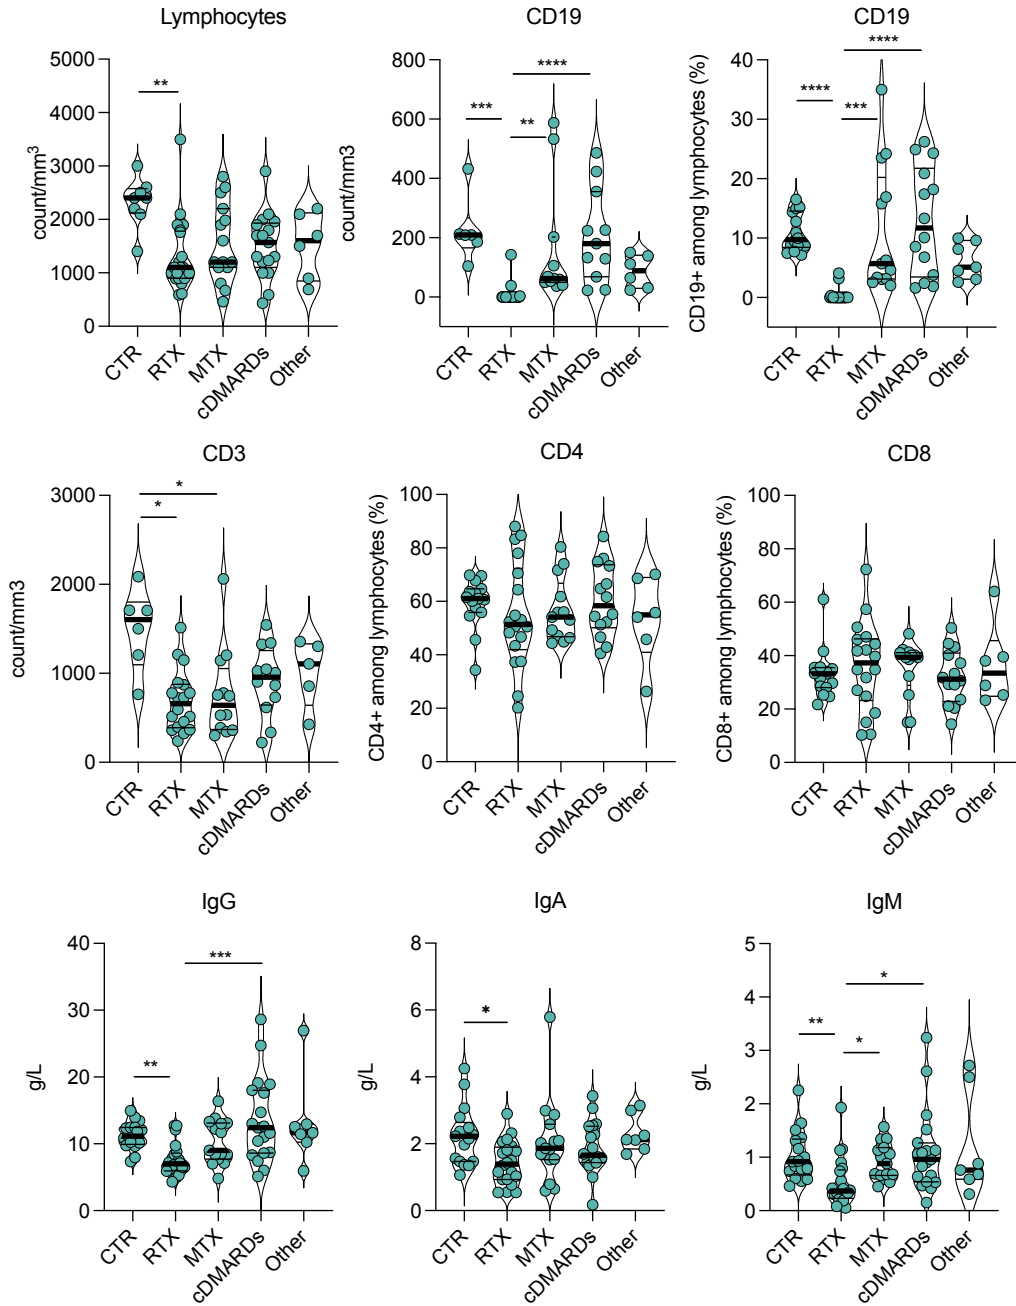 Lymphocytes
count/mm³
5000
4000
3000
2000
1000
0
**
CTR
RTX
MTX
cDMARDs
Other
CD19
count/mm3
800
600
400
200
0
***
**
****
CTR
RTX
MTX
cDMARDs
Other
CD19
CD19+ among lymphocytes (%)
40
30
20
10
0
****
***
****
CTR
RTX
MTX
cDMARDs
Other
CD3
count/mm3
3000
2000
1000
0
*
*
CTR
RTX
MTX
cDMARDs
Other
CD4
CD4+ among lymphocytes (%)
100
80
60
40
20
0
CTR
RTX
MTX
cDMARDs
Other
CD8
CD8+ among lymphocytes (%)
100
80
60
40
20
0
CTR
RTX
MTX
cDMARDs
Other
IgG
g/L
40
30
20
10
0
**
***
CTR
RTX
MTX
cDMARDs
Other
IgA
g/L
8
6
4
2
0
*
CTR
RTX
MTX
cDMARDs
Other
IgM
g/L
5
4
3
2
1
0
**
*
*
CTR
RTX
MTX
cDMARDs
Other